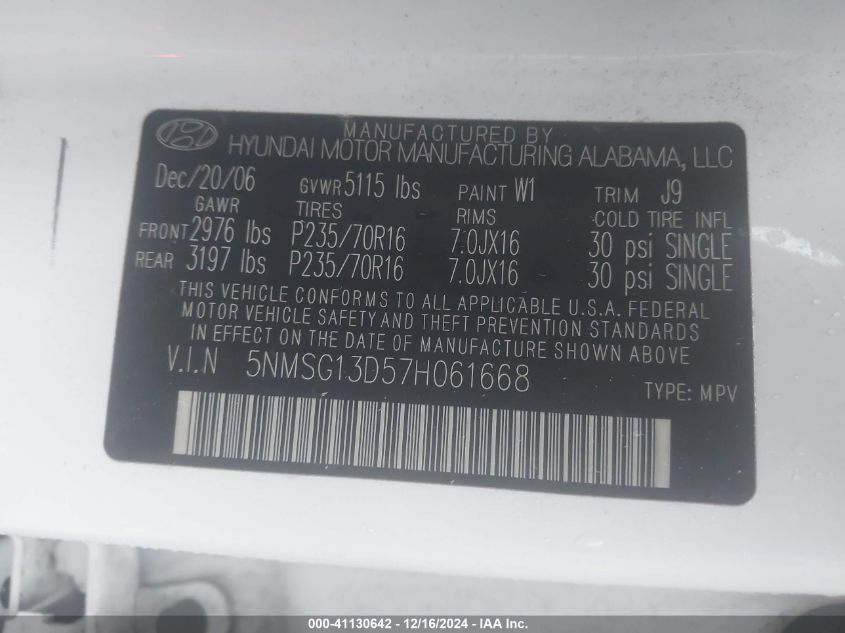 MANUFACTURED BY
HYUNDAI MOTOR MANUFACTURING ALABAMA, LLC
Dec/20/06 GVWR 5115 lbs PAINT W1 TRIM J9
GAWR TIRES RIMS COLD TIRE INFL
FRONT 2976 lbs P235/70R16 7.0JX16 30 psi SINGLE
REAR 3197 lbs P235/70R16 7.0JX16 30 psi SINGLE
THIS VEHICLE CONFORMS TO ALL APPLICABLE U.S.A. FEDERAL
MOTOR VEHICLE SAFETY AND THEFT PREVENTION STANDARDS
IN EFFECT ON THE DATE OF MANUFACTURE SHOWN ABOVE
V.I.N 5NMSG13D57H061668
TYPE: MPV
000-41130642 - 12/16/2024 - IAA Inc.